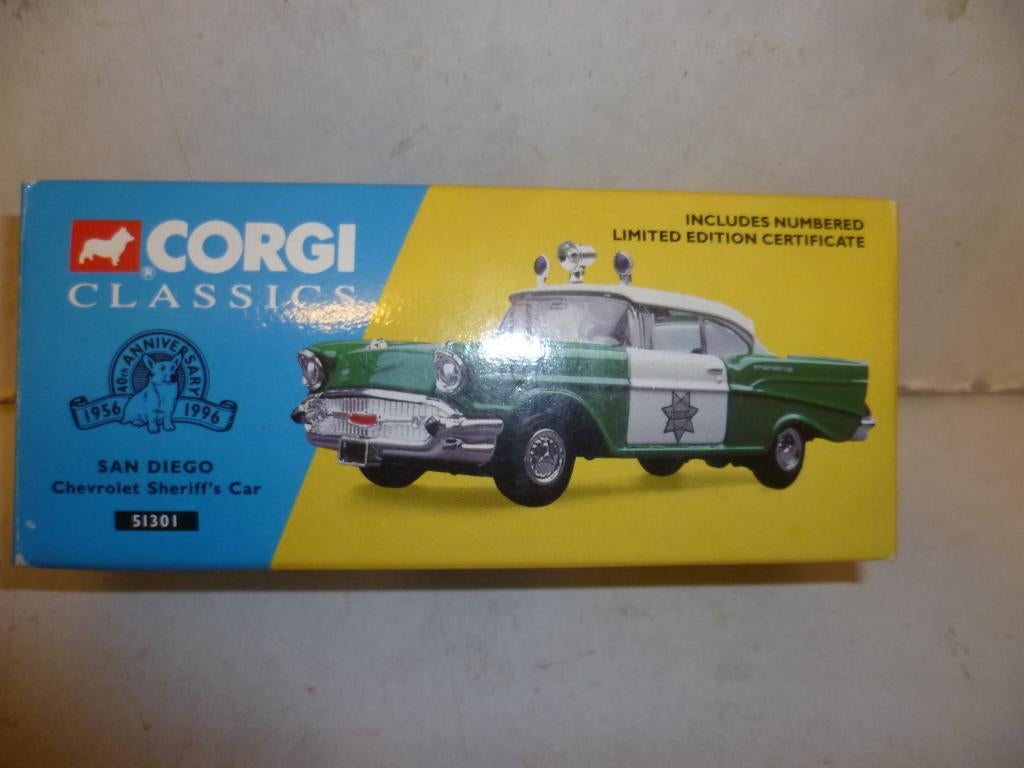 CORGI
®
CLASSICS
40th ANNIVERSARY
1956 1996
SAN DIEGO
Chevrolet Sheriff's Car
51301
INCLUDES NUMBERED
LIMITED EDITION CERTIFICATE